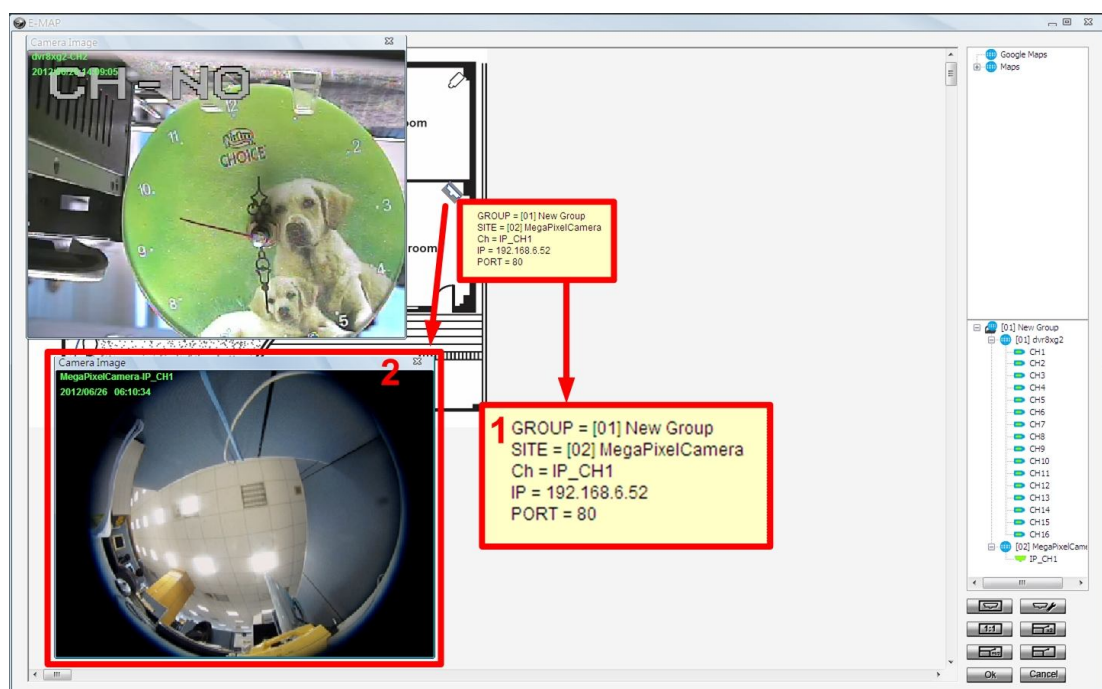 E-MAP
Camera Image
dvr8xg2-CH2
CH-NO
12
11
10
9
8
2
3
4
5
Nutro
CHOICE
om
room
GROUP = [01] New Group
SITE = [02] MegaPixelCamera
Ch = IP_CH1
IP = 192.168.6.52
PORT = 80
Camera Image
2
MegaPixelCamera-IP_CH1
2012/06/26 06:10:34
1
GROUP = [01] New Group
SITE = [02] MegaPixelCamera
Ch = IP_CH1
IP = 192.168.6.52
PORT = 80
Google Maps
Maps
[01] New Group
[01] dvr8xg2
CH1
CH2
CH3
CH4
CH5
CH6
CH7
CH8
CH9
CH10
CH11
CH12
CH13
CH14
CH15
CH16
[02] MegaPixelCam
IP_CH1
1:1
Ok
Cancel